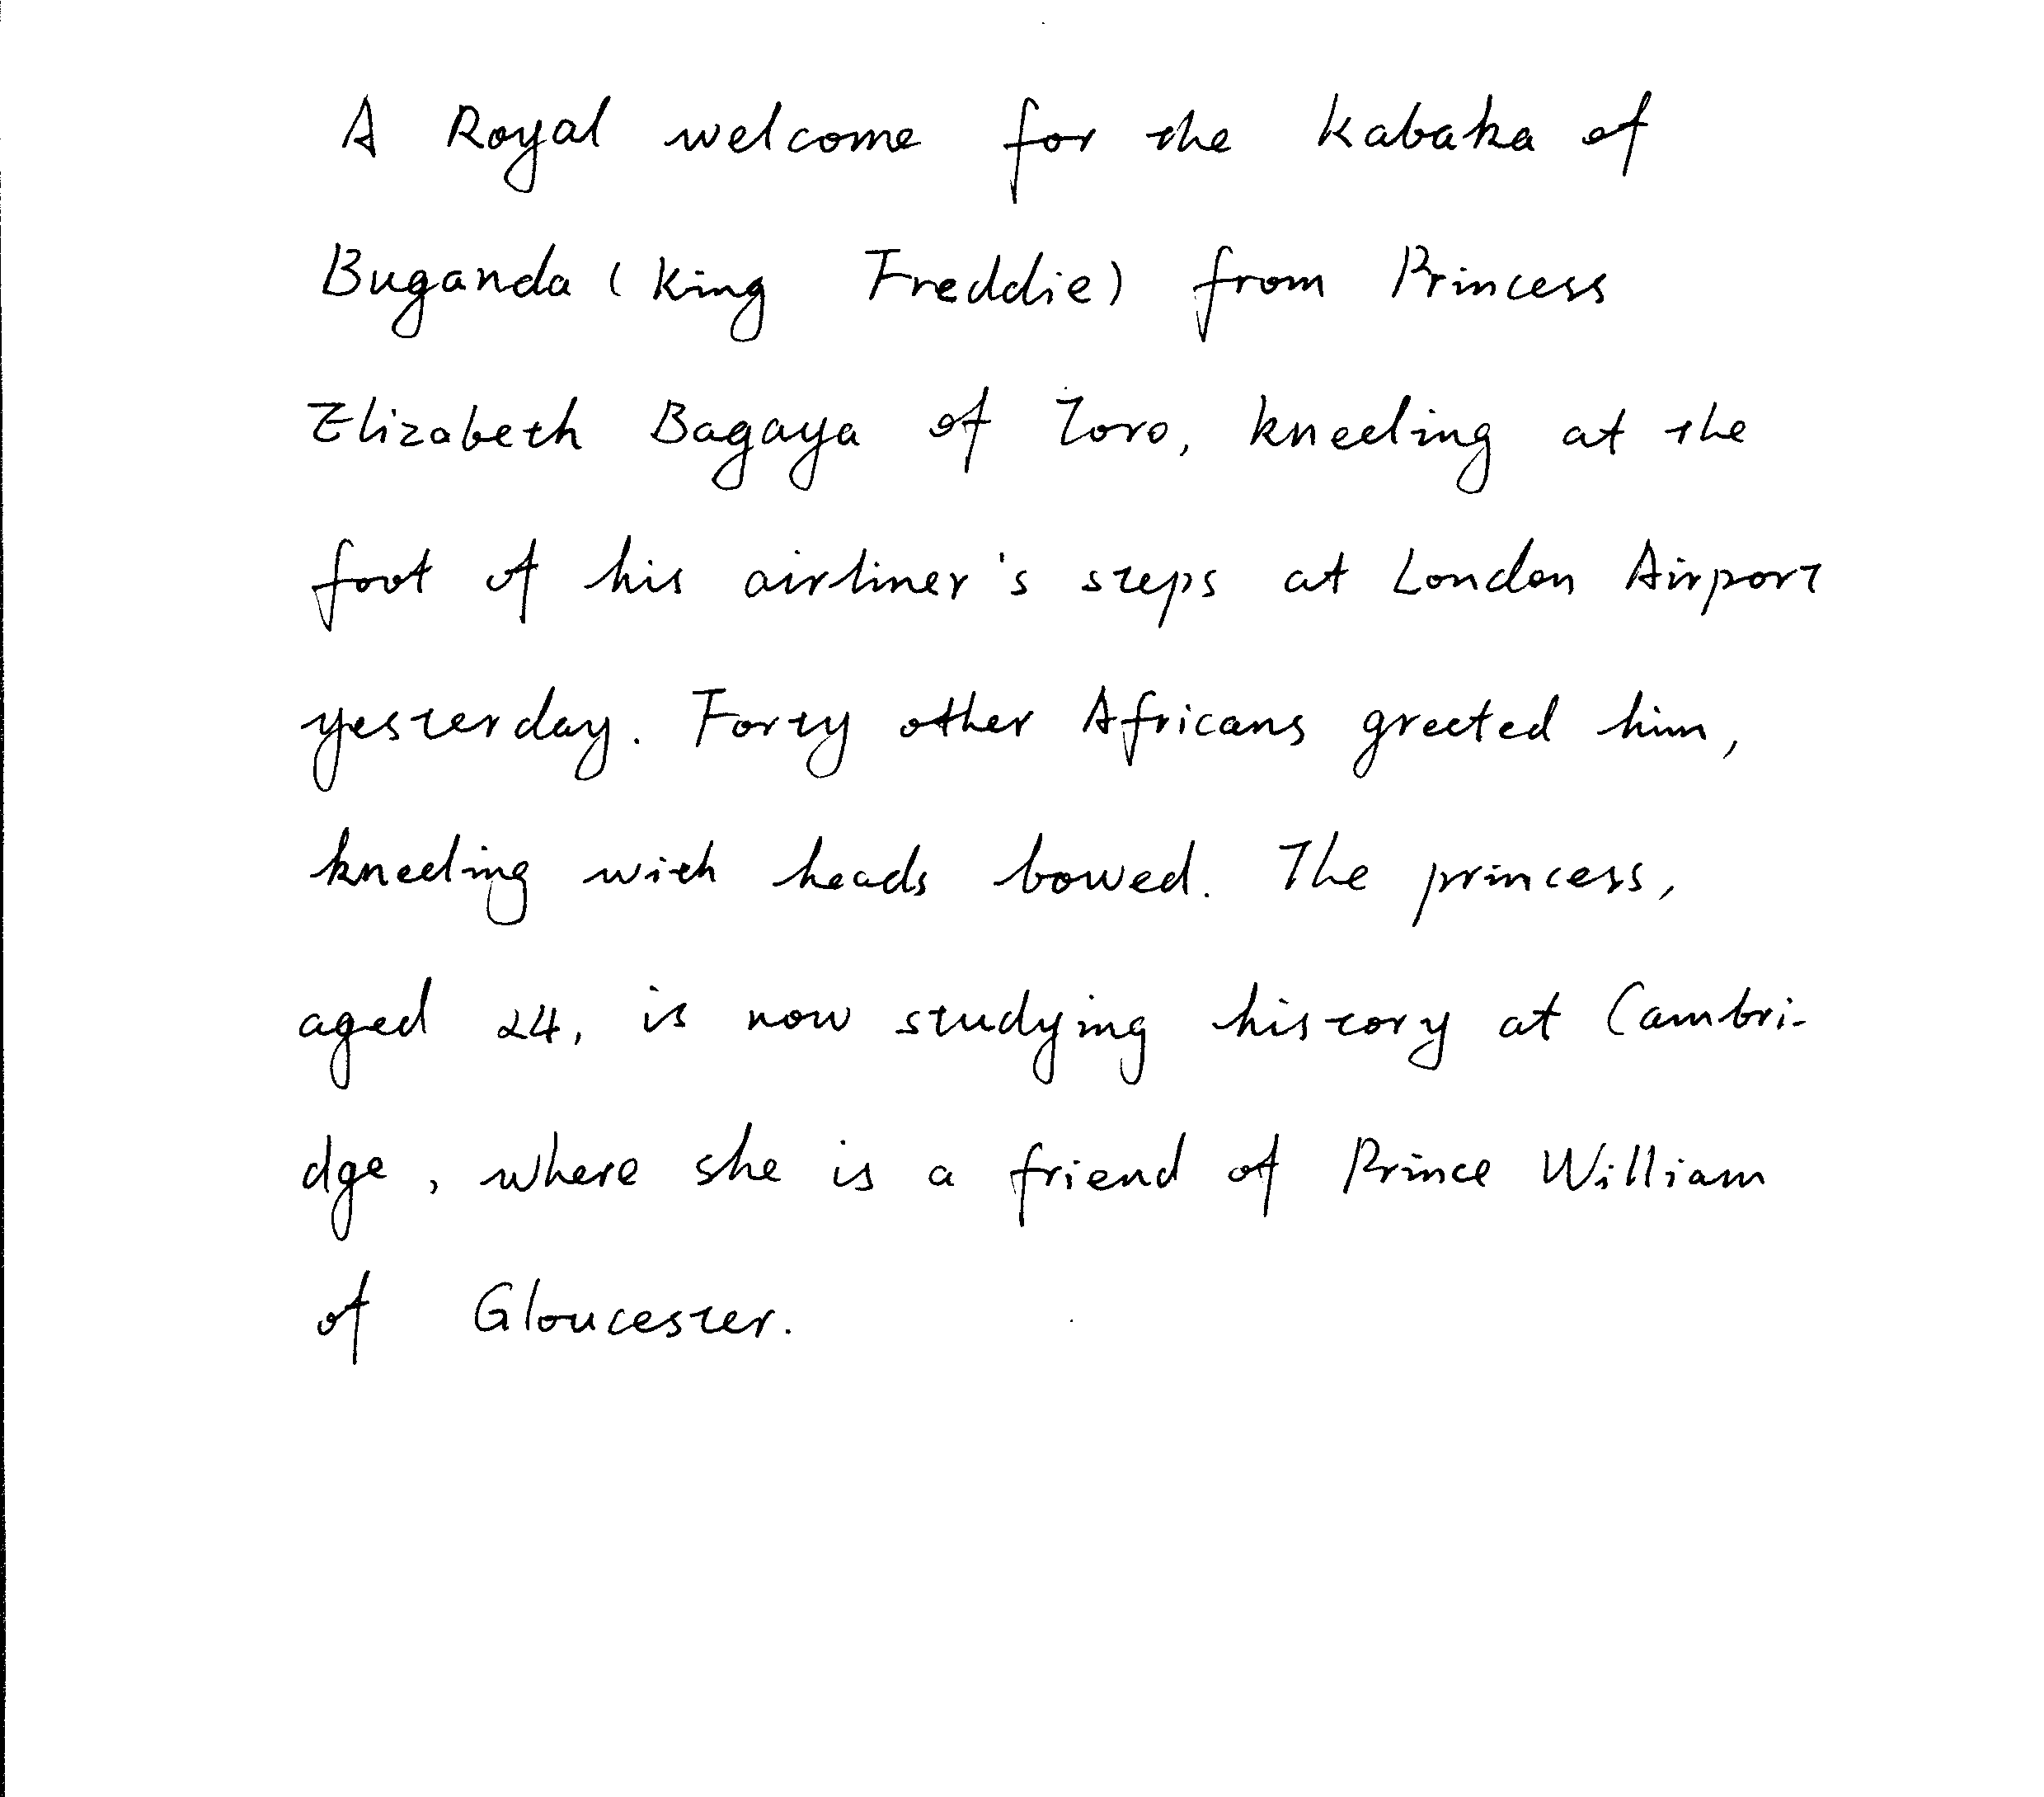 A Royal welcome for the Kabaka of
Buganda (King Freddie) from Princess
Elizabeth Bagaya of Toro, kneeling at the
foot of his airliner's steps at London Airport
yesterday. Forty other Africans greeted him,
kneeling with heads bowed. The princess,
aged 24, is now studying history at Cambri-
dge, where she is a friend of Prince William
of Gloucester.